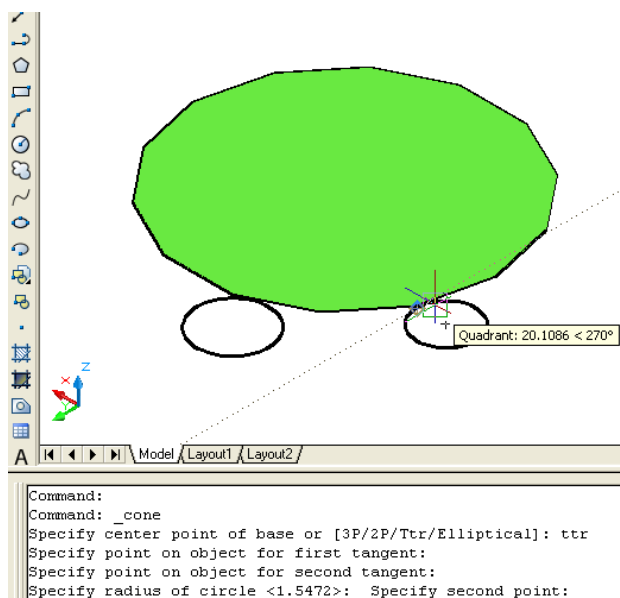 Quadrant: 20.1086 < 270°
Z
X
Y
A
Model Layout1 Layout2
Command:
Command: _cone
Specify center point of base or [3P/2P/Ttr/Elliptical]: ttr
Specify point on object for first tangent:
Specify point on object for second tangent:
Specify radius of circle <1.5472>: Specify second point: